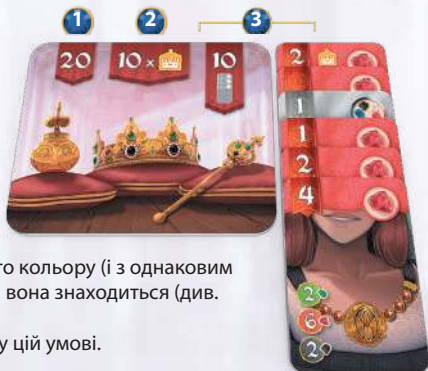 1 2 3
20 10 x 10
2
1
1
2
4
го кольору (і з однаковим
вона знаходиться (див.
у цій умові.
2
6
2